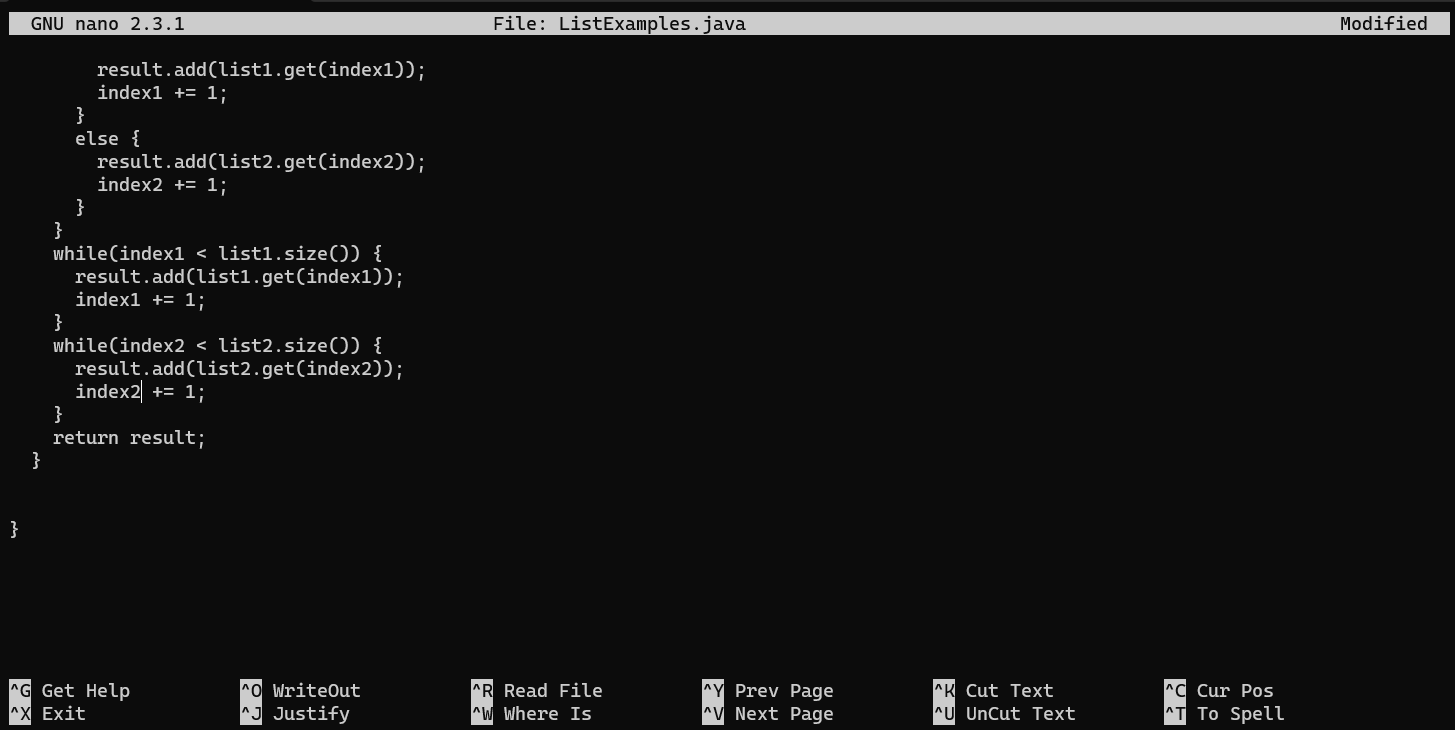 GNU nano 2.3.1 File: ListExamples.java Modified
        result.add(list1.get(index1));
        index1 += 1;
      }
      else {
        result.add(list2.get(index2));
        index2 += 1;
      }
    }
    while(index1 < list1.size()) {
      result.add(list1.get(index1));
      index1 += 1;
    }
    while(index2 < list2.size()) {
      result.add(list2.get(index2));
      index2 += 1;
    }
    return result;
  }
}
^G Get Help ^O WriteOut ^R Read File ^Y Prev Page ^K Cut Text ^C Cur Pos
^X Exit ^J Justify ^W Where Is ^V Next Page ^U UnCut Text ^T To Spell